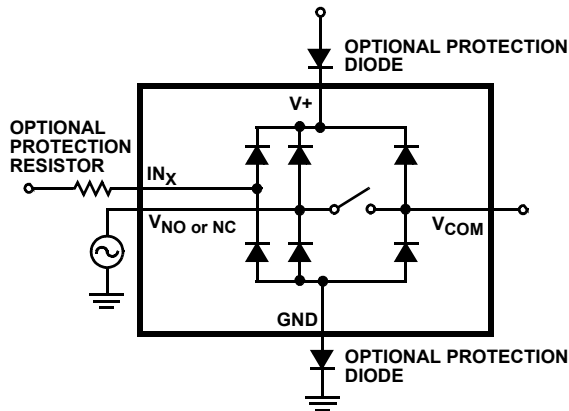 OPTIONAL PROTECTION
DIODE
V+
OPTIONAL
PROTECTION
RESISTOR
INX
VNO or NC
VCOM
GND
OPTIONAL PROTECTION
DIODE